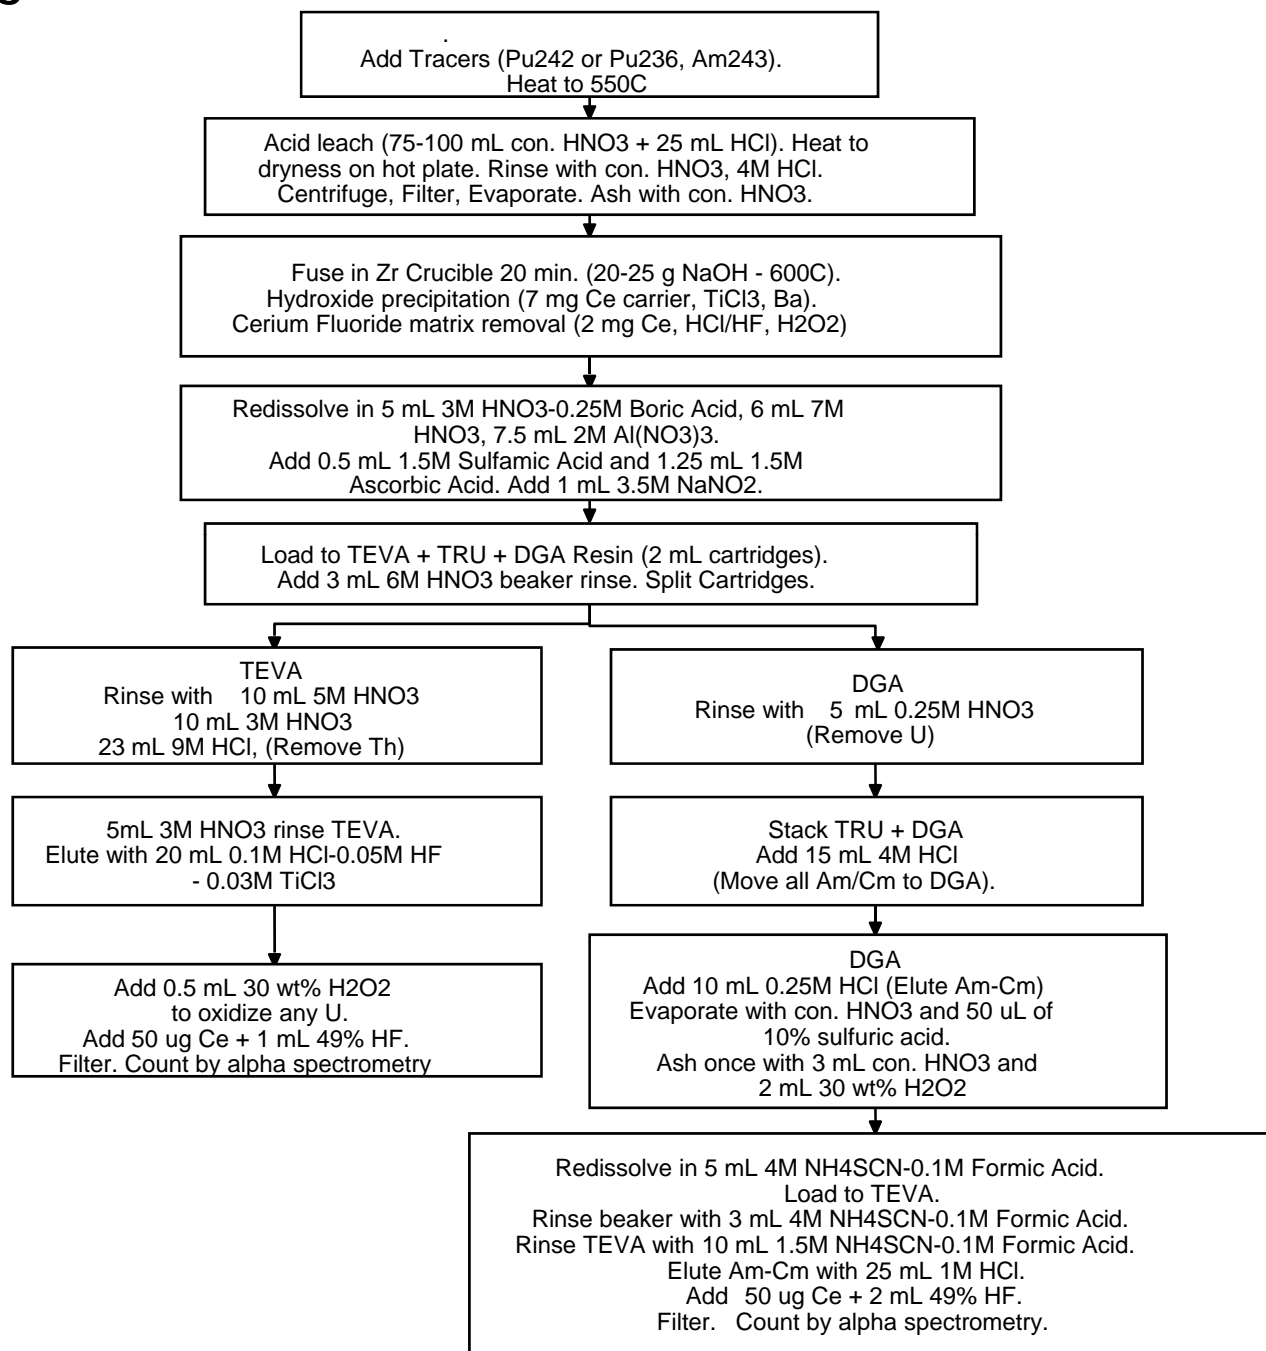 .
Add Tracers (Pu242 or Pu236, Am243).
Heat to 550C
Acid leach (75-100 mL con. HNO3 + 25 mL HCl). Heat to
dryness on hot plate. Rinse with con. HNO3, 4M HCl.
Centrifuge, Filter, Evaporate. Ash with con. HNO3.
Fuse in Zr Crucible 20 min. (20-25 g NaOH - 600C).
Hydroxide precipitation (7 mg Ce carrier, TiCl3, Ba).
Cerium Fluoride matrix removal (2 mg Ce, HCl/HF, H2O2)
Redissolve in 5 mL 3M HNO3-0.25M Boric Acid, 6 mL 7M
HNO3, 7.5 mL 2M Al(NO3)3.
Add 0.5 mL 1.5M Sulfamic Acid and 1.25 mL 1.5M
Ascorbic Acid. Add 1 mL 3.5M NaNO2.
Load to TEVA + TRU + DGA Resin (2 mL cartridges).
Add 3 mL 6M HNO3 beaker rinse. Split Cartridges.
TEVA
Rinse with 10 mL 5M HNO3
10 mL 3M HNO3
23 mL 9M HCl, (Remove Th)
5mL 3M HNO3 rinse TEVA.
Elute with 20 mL 0.1M HCl-0.05M HF
- 0.03M TiCl3
Add 0.5 mL 30 wt% H2O2
to oxidize any U.
Add 50 ug Ce + 1 mL 49% HF.
Filter. Count by alpha spectrometry
DGA
Rinse with 5 mL 0.25M HNO3
(Remove U)
Stack TRU + DGA
Add 15 mL 4M HCl
(Move all Am/Cm to DGA).
DGA
Add 10 mL 0.25M HCl (Elute Am-Cm)
Evaporate with con. HNO3 and 50 uL of
10% sulfuric acid.
Ash once with 3 mL con. HNO3 and
2 mL 30 wt% H2O2
Redissolve in 5 mL 4M NH4SCN-0.1M Formic Acid.
Load to TEVA.
Rinse beaker with 3 mL 4M NH4SCN-0.1M Formic Acid.
Rinse TEVA with 10 mL 1.5M NH4SCN-0.1M Formic Acid.
Elute Am-Cm with 25 mL 1M HCl.
Add 50 ug Ce + 2 mL 49% HF.
Filter. Count by alpha spectrometry.